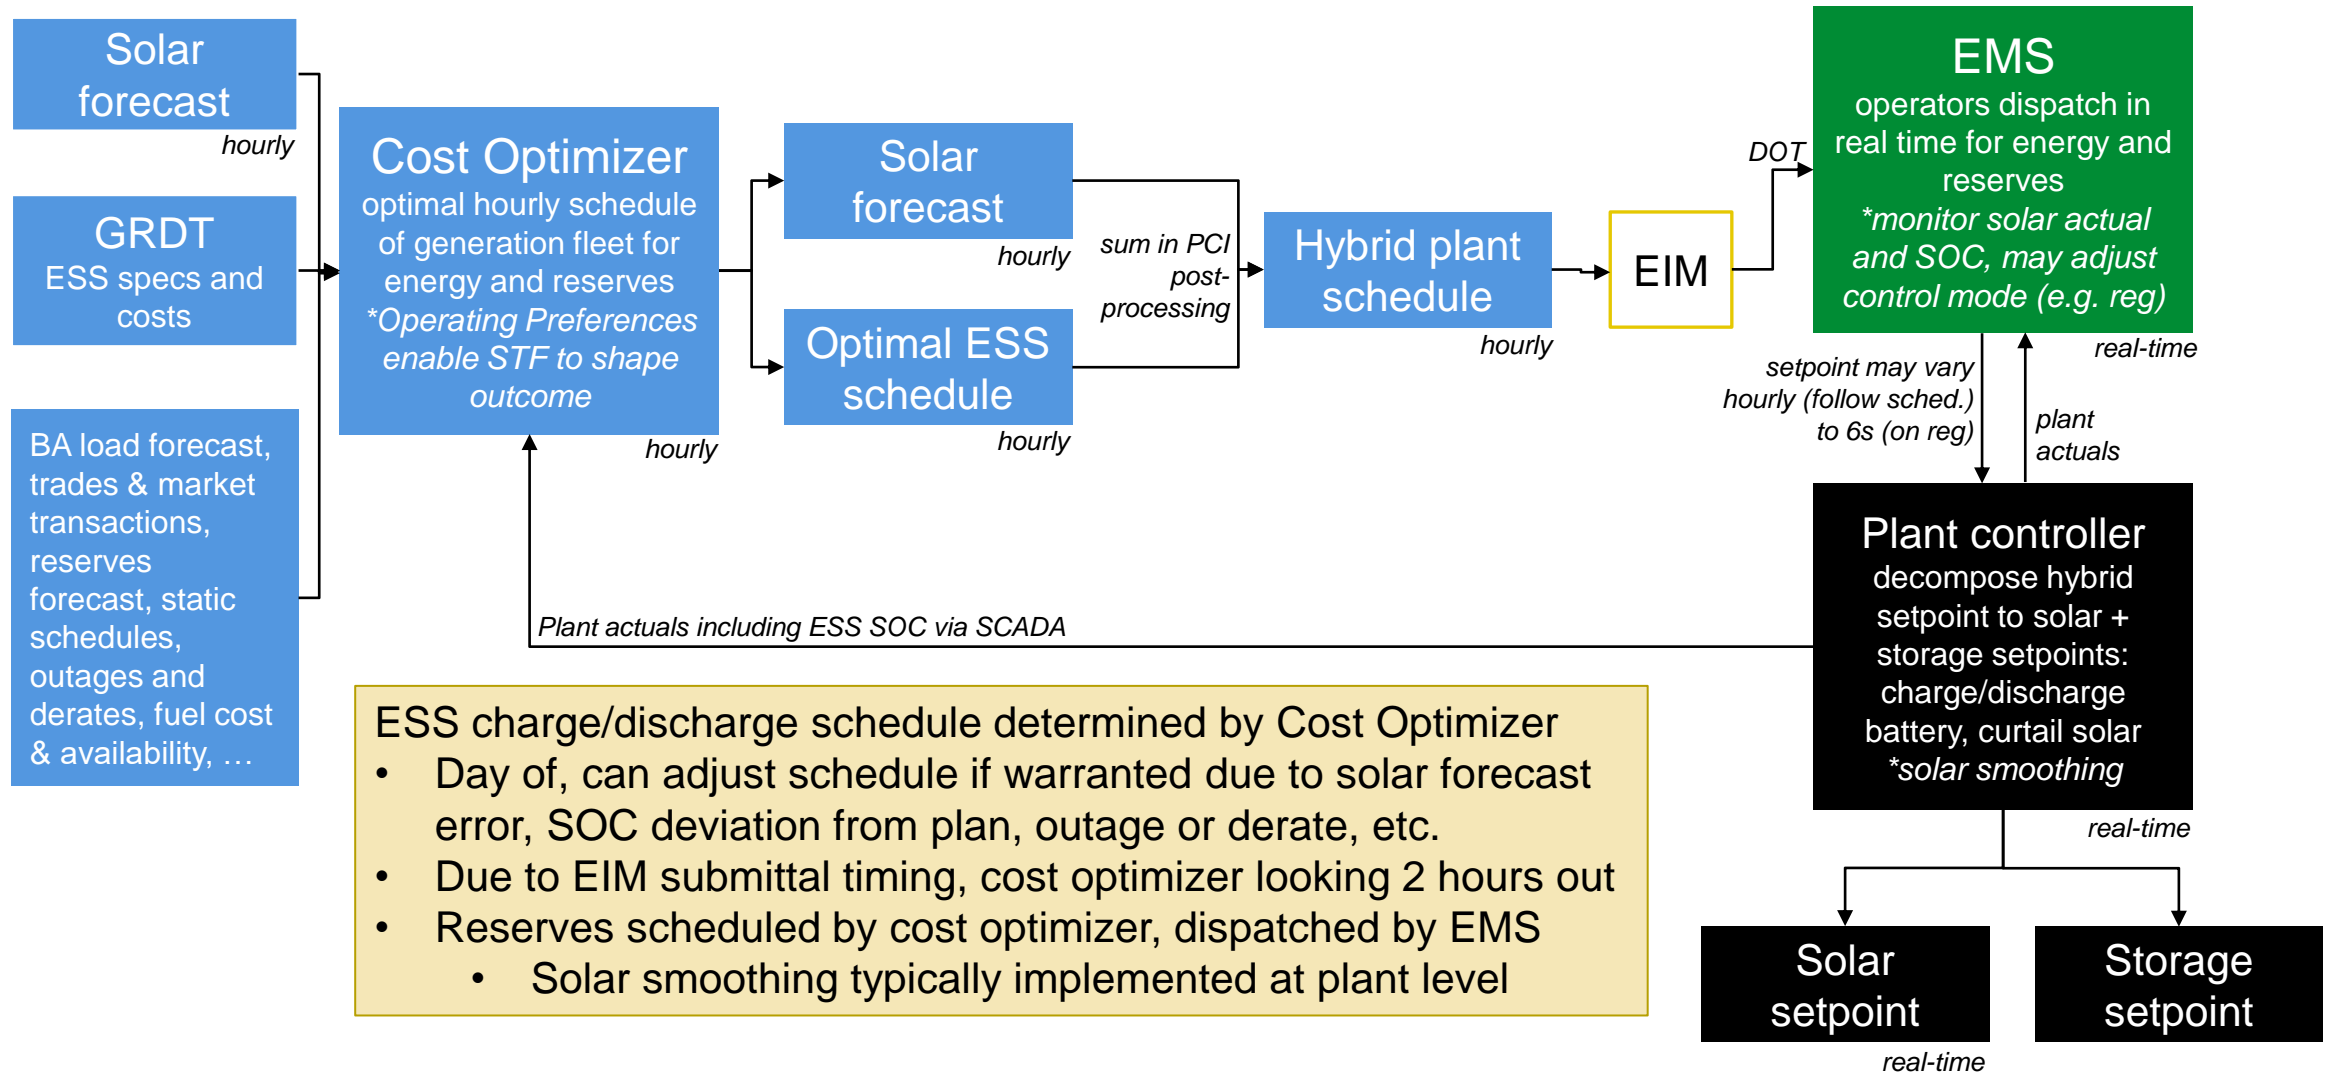 Solar
forecast
hourly
GRDT
ESS specs and
costs
BA load forecast,
trades & market
transactions,
reserves
forecast, static
schedules,
outages and
derates, fuel cost
& availability, …
Cost Optimizer
optimal hourly schedule
of generation fleet for
energy and reserves
*Operating Preferences
enable STF to shape
outcome
hourly
Solar
forecast
hourly
Optimal ESS
schedule
hourly
sum in PCI
post-
processing
Hybrid plant
schedule
hourly
EIM
DOT
EMS
operators dispatch in
real time for energy and
reserves
*monitor solar actual
and SOC, may adjust
control mode (e.g. reg)
real-time
setpoint may vary
hourly (follow sched.)
to 6s (on reg)
plant
actuals
Plant controller
decompose hybrid
setpoint to solar +
storage setpoints:
charge/discharge
battery, curtail solar
*solar smoothing
real-time
Plant actuals including ESS SOC via SCADA
ESS charge/discharge schedule determined by Cost Optimizer
• Day of, can adjust schedule if warranted due to solar forecast
error, SOC deviation from plan, outage or derate, etc.
• Due to EIM submittal timing, cost optimizer looking 2 hours out
• Reserves scheduled by cost optimizer, dispatched by EMS
• Solar smoothing typically implemented at plant level
Solar
setpoint
real-time
Storage
setpoint